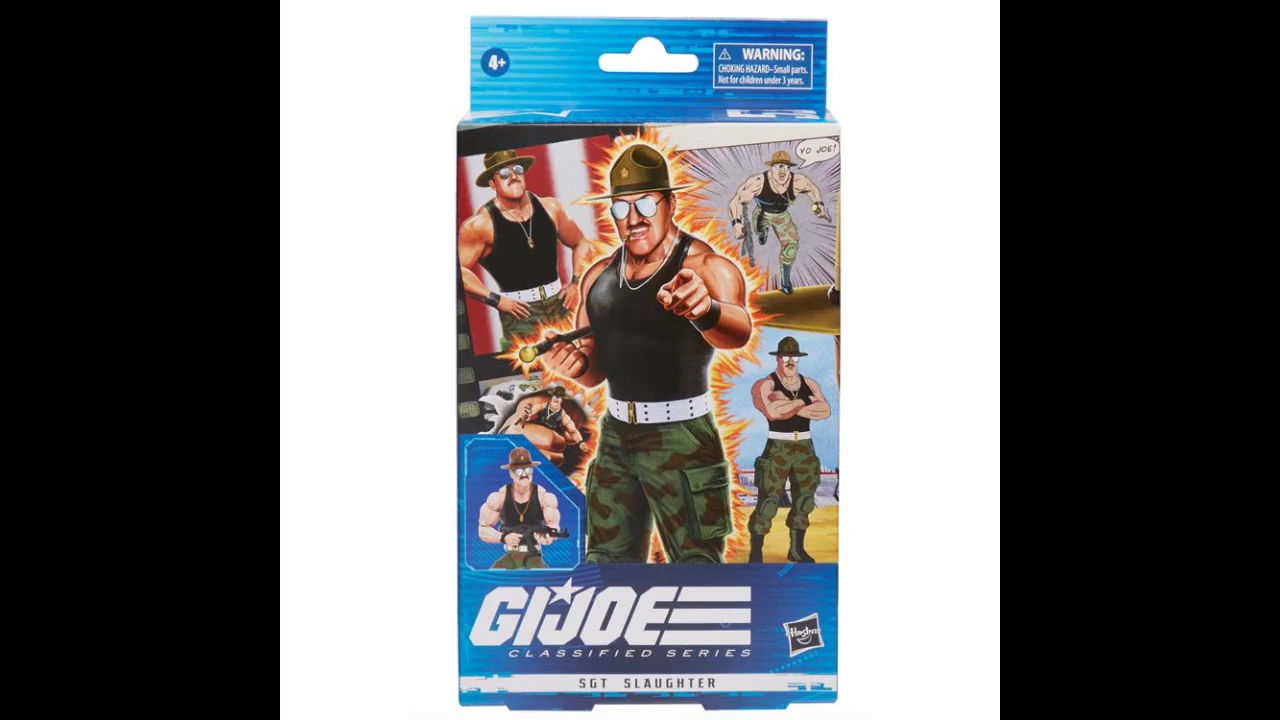 4+
WARNING:
CHOKING HAZARD–Small parts.
Not for children under 3 years.
YO JOE!
GIJOE
CLASSIFIED SERIES
Hasbro
SGT SLAUGHTER